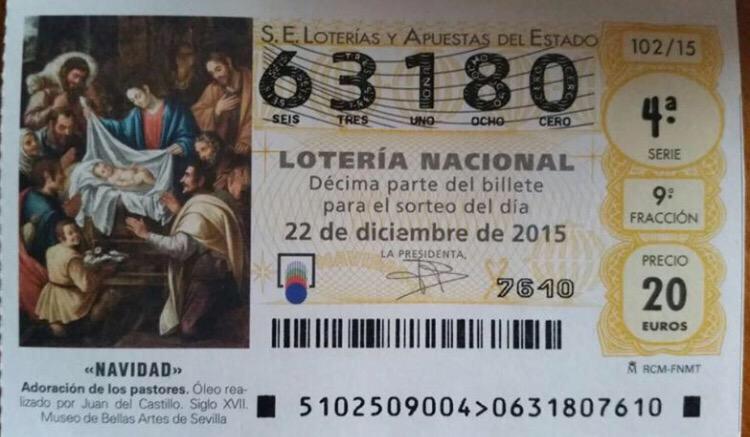 S.E. LOTERÍAS Y APUESTAS DEL ESTADO
63180
SEIS TRES UNO OCHO CERO
LOTERÍA NACIONAL
Décima parte del billete
para el sorteo del día
22 de diciembre de 2015
LA PRESIDENTA,
7610
102/15
4ª
SERIE
9ª
FRACCIÓN
PRECIO
20
EUROS
RCM-FNMT
«NAVIDAD»
Adoración de los pastores. Óleo rea-
lizado por Juan del Castillo. Siglo XVII.
Museo de Bellas Artes de Sevilla
5102509004>0631807610